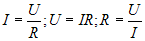 I = U/R ; U = IR ; R = U/I